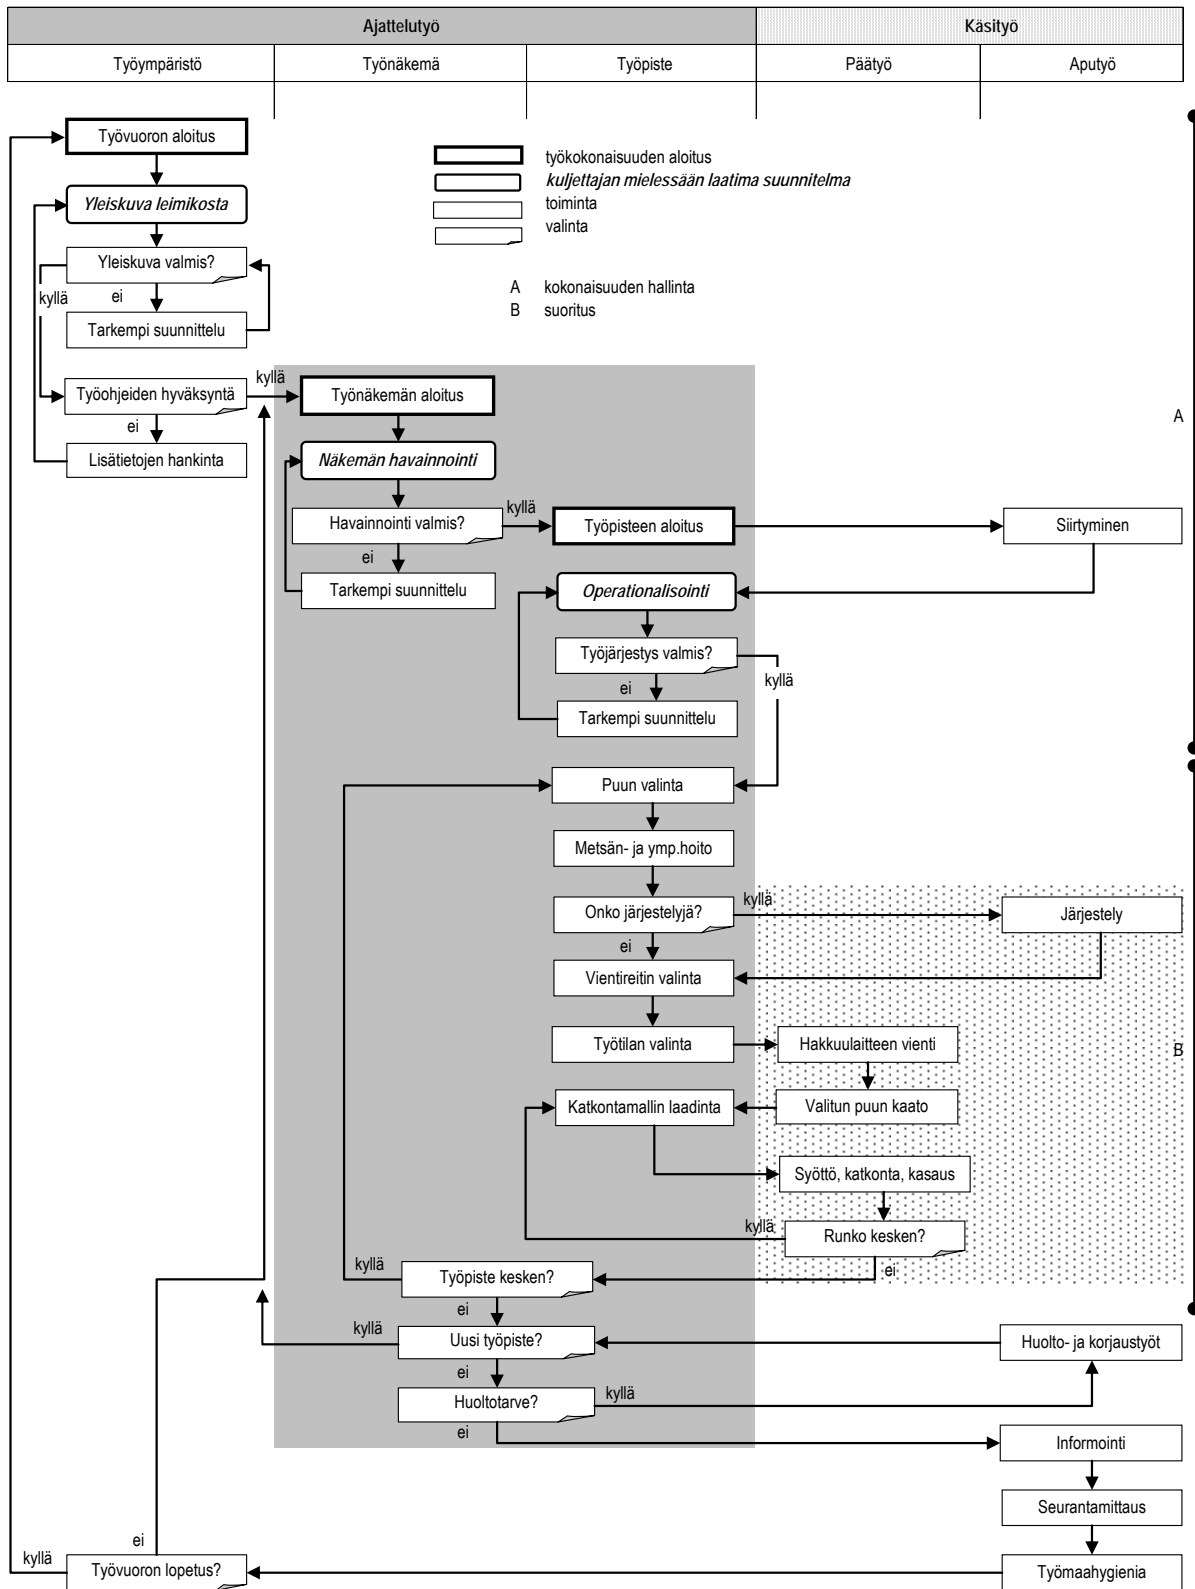 Ajattelutyö
Käsityö
Työympäristö
Työnäkemä
Työpiste
Päätyö
Aputyö
Työvuoron aloitus
työkokonaisuuden aloitus
kuljettajan mielessään laatima suunnitelma
toiminta
valinta
A kokonaisuuden hallinta
B suoritus
Yleiskuva leimikosta
Yleiskuva valmis?
kyllä
ei
Tarkempi suunnittelu
Työohjeiden hyväksyntä
kyllä
ei
Lisätietojen hankinta
Työnäkemän aloitus
A
Näkemän havainnointi
Havainnointi valmis?
kyllä
ei
Tarkempi suunnittelu
Työpisteen aloitus
Siirtyminen
Operationalisointi
Työjärjestys valmis?
kyllä
ei
Tarkempi suunnittelu
Puun valinta
Metsän- ja ymp.hoito
Onko järjestelyjä?
kyllä
ei
Järjestely
Vientireitin valinta
Työtilan valinta
Hakkuulaitteen vienti
B
Valitun puun kaato
Katkontamallin laadinta
Syöttö, katkonta, kasaus
Runko kesken?
kyllä
ei
Työpiste kesken?
kyllä
ei
Uusi työpiste?
kyllä
ei
Huolto- ja korjaustyöt
Huoltotarve?
kyllä
ei
Informointi
Seurantamittaus
Työmaahygienia
Työvuoron lopetus?
kyllä
ei